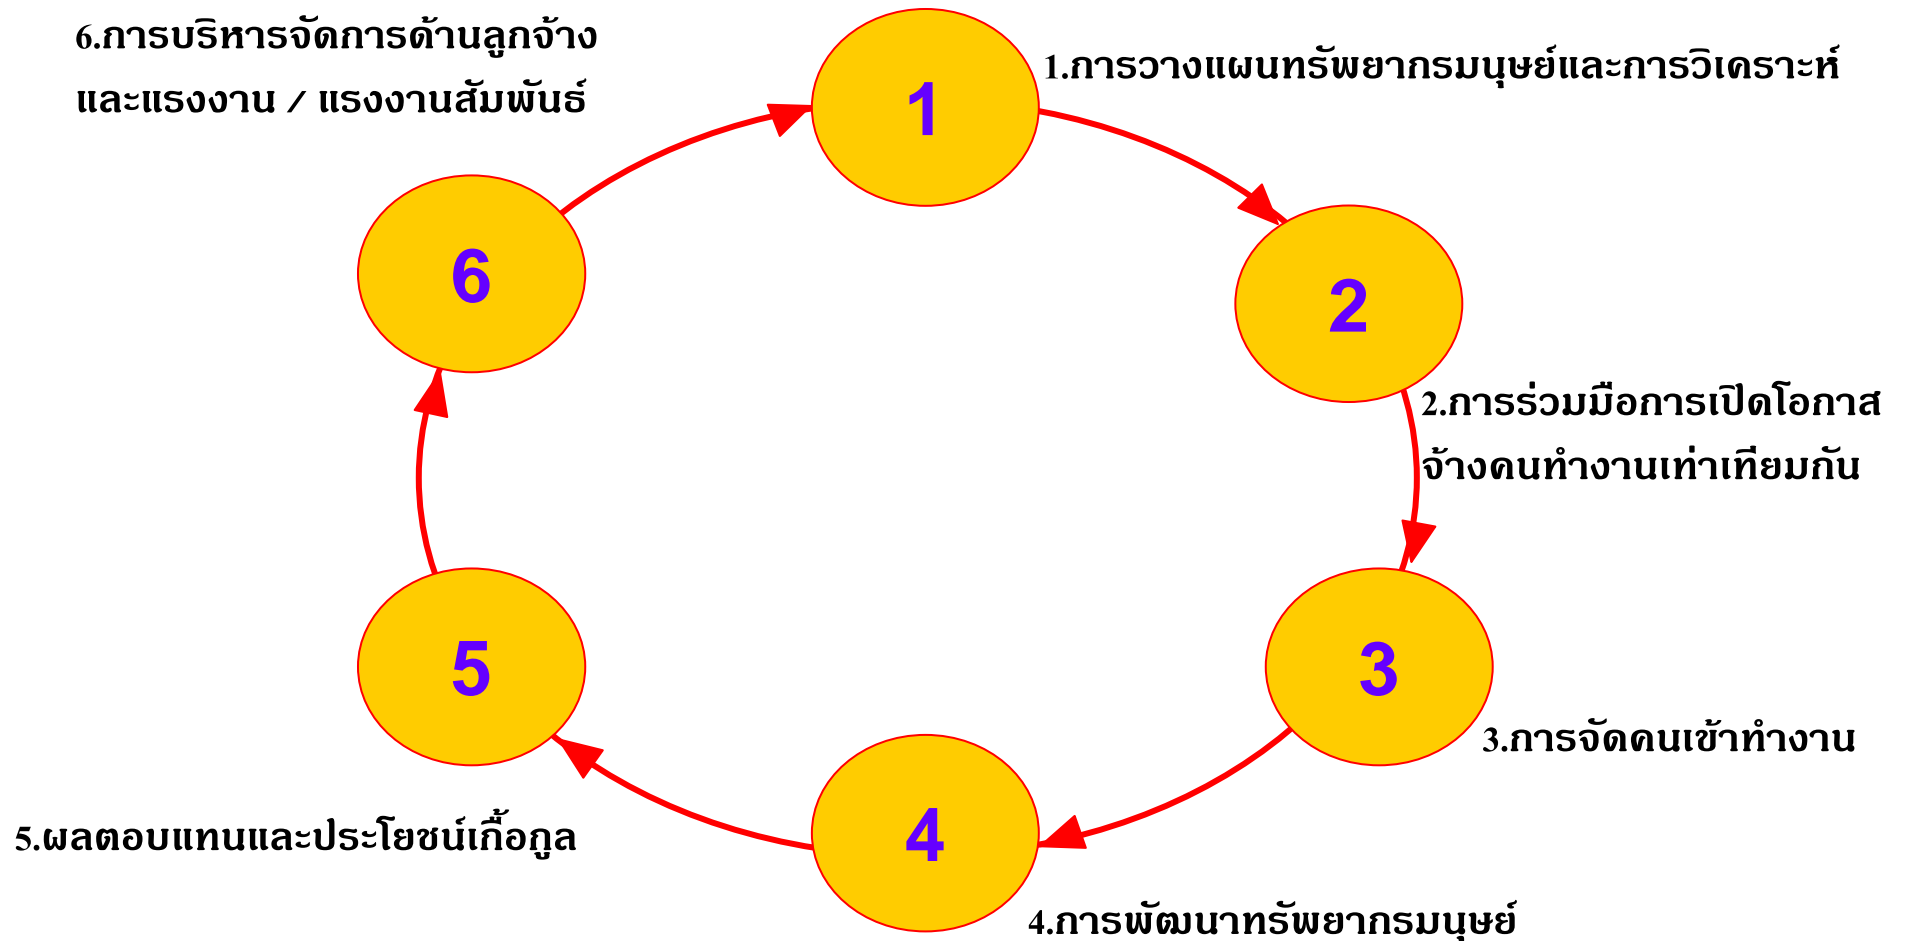 1
1.การวางแผนทรัพยากรมนุษย์และการวิเคราะห์
2
2.การร่วมมือการเปิดโอกาส
จ้างคนทำงานเท่าเทียมกัน
3
3.การจัดคนเข้าทำงาน
4
4.การพัฒนาทรัพยากรมนุษย์
5
5.ผลตอบแทนและประโยชน์เกื้อกูล
6
6.การบริหารจัดการด้านลูกจ้าง
และแรงงาน / แรงงานสัมพันธ์